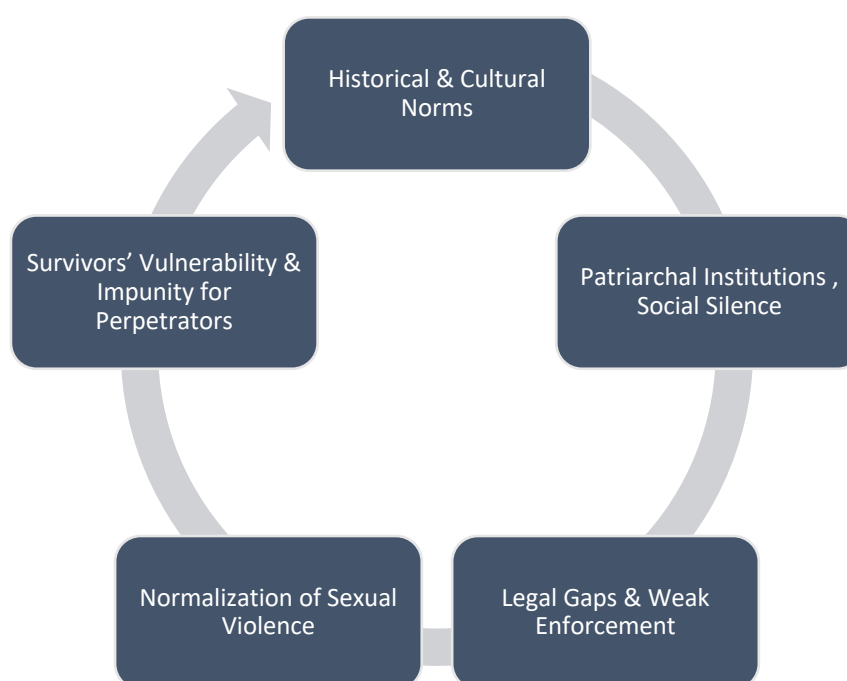 Historical & Cultural
Norms
Patriarchal Institutions ,
Social Silence
Legal Gaps & Weak
Enforcement
Normalization of Sexual
Violence
Survivors’ Vulnerability &
Impunity for
Perpetrators